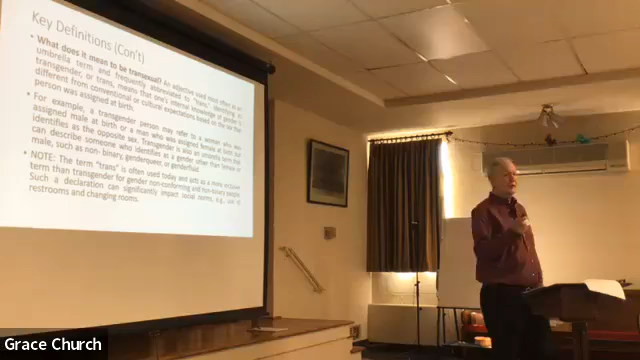 Key Definitions (Con't)
• What does it mean to be transexual? An adjective used most often as an
umbrella term and frequently abbreviated to "trans." Identifying as
transgender, or trans, means that one's internal knowledge of gender is
different from conventional or cultural expectations based on the sex that
person was assigned at birth.
• For example, a transgender person may refer to a woman who was
assigned male at birth or a man who was assigned female at birth but
identifies as the opposite sex. Transgender is also an umbrella term that
can describe someone who identifies as a gender other than female or
male, such as non- binary, genderqueer, or genderfluid.
• NOTE: The term "trans" is often used today and acts as a more inclusive
term than transgender for gender non-conforming and non-binary people.
Such a declaration can significantly impact social norms, e.g., use of
restrooms and changing rooms.
Grace Church